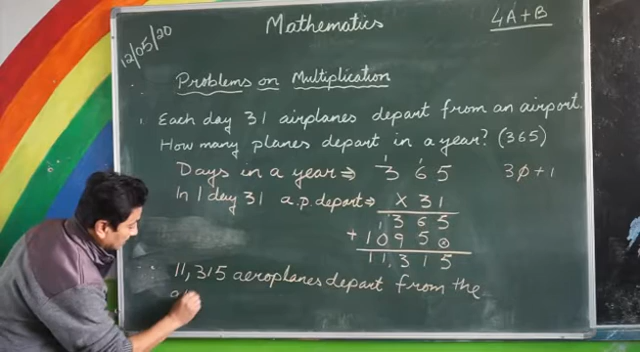 12/05/20
Mathematics
4A+B
Problems on Multiplication
1. Each day 31 airplanes depart from an airport.
How many planes depart in a year? (365)
Days in a year ⇒ 3 6 5
30+1
In 1 day 31 a.p. depart → × 31
1 3 6 5
+ 1 0 9 5 0
1 1, 3 1 5
∴ 11,315 aeroplanes depart from the